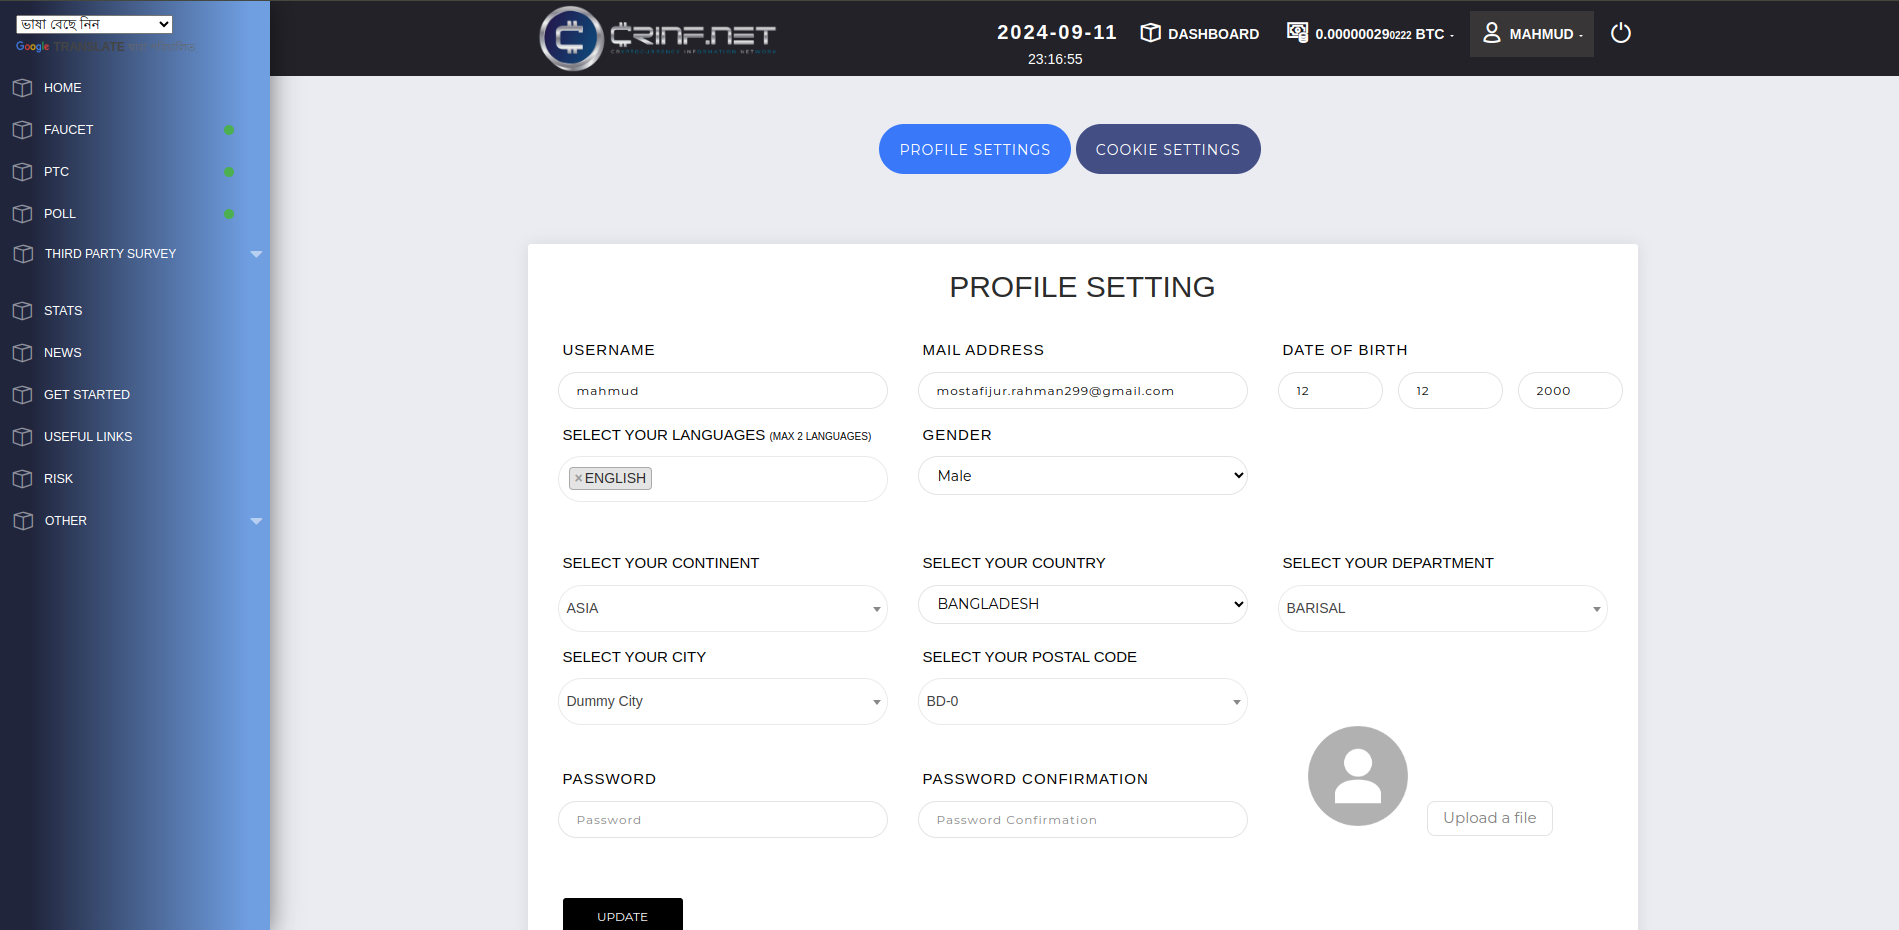 ভাষা বেছে নিন
Google TRANSLATE
HOME
FAUCET
PTC
POLL
THIRD PARTY SURVEY
STATS
NEWS
GET STARTED
USEFUL LINKS
RISK
OTHER
CRINF.NET
CRYPTOCURRENCY INFORMATION NETWORK
2024-09-11
23:16:55
DASHBOARD
0.000000290222 BTC -
MAHMUD -
PROFILE SETTINGS
COOKIE SETTINGS
PROFILE SETTING
USERNAME
MAIL ADDRESS
DATE OF BIRTH
mahmud
mostafijur.rahman299@gmail.com
12
12
2000
SELECT YOUR LANGUAGES (MAX 2 LANGUAGES)
GENDER
×ENGLISH
Male
SELECT YOUR CONTINENT
SELECT YOUR COUNTRY
SELECT YOUR DEPARTMENT
ASIA
BANGLADESH
BARISAL
SELECT YOUR CITY
SELECT YOUR POSTAL CODE
Dummy City
BD-0
PASSWORD
PASSWORD CONFIRMATION
Password
Password Confirmation
Upload a file
UPDATE